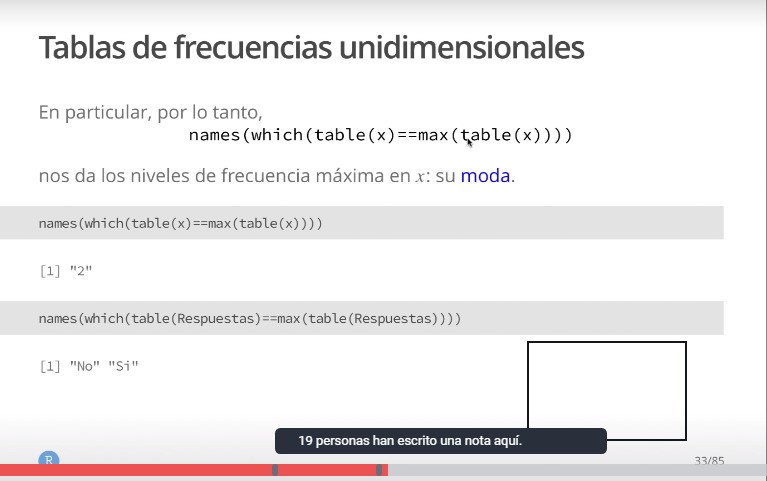 Tablas de frecuencias unidimensionales
En particular, por lo tanto,
names(which(table(x)==max(table(x))))
nos da los niveles de frecuencia máxima en x: su moda.
names(which(table(x)==max(table(x))))
[1] "2"
names(which(table(Respuestas)==max(table(Respuestas))))
[1] "No" "Si"
19 personas han escrito una nota aquí.
R
33/85